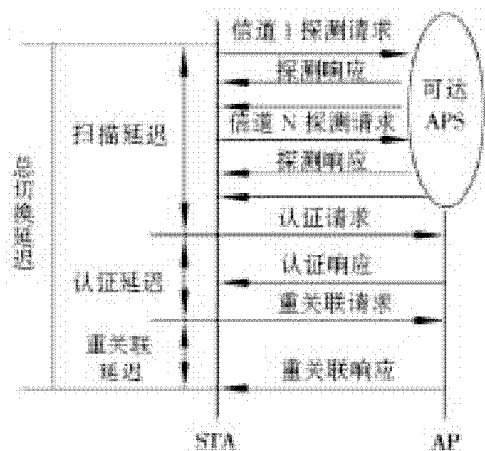 信道 1 探测请求
探测响应
可达
APS
扫描延迟
信道 N 探测请求
探测响应
总切换延迟
认证请求
认证延迟
认证响应
重关联请求
重关联
延迟
重关联响应
STA
AP